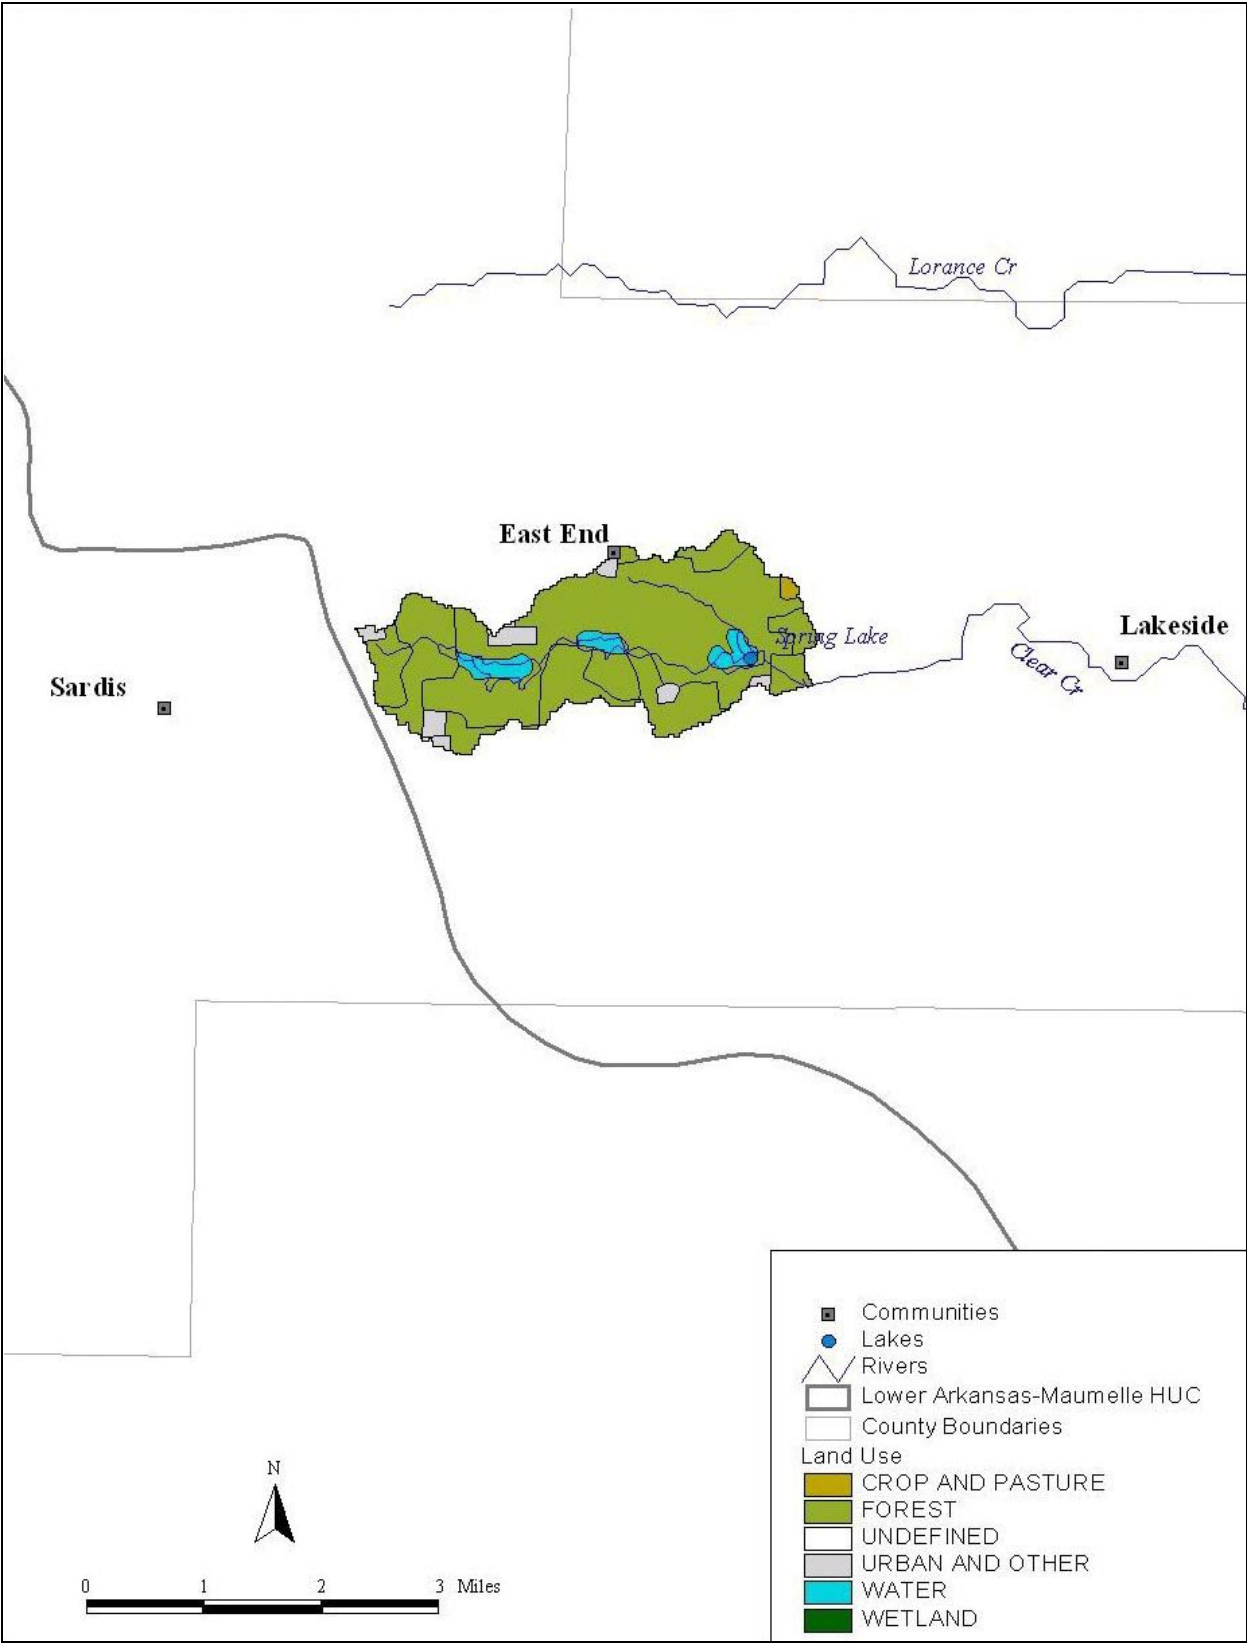 Lorance Cr
East End
Spring Lake
Lakeside
Clear Cr
Sardis
Communities
Lakes
Rivers
Lower Arkansas-Maumelle HUC
County Boundaries
Land Use
CROP AND PASTURE
FOREST
UNDEFINED
URBAN AND OTHER
WATER
WETLAND
N
0 1 2 3 Miles